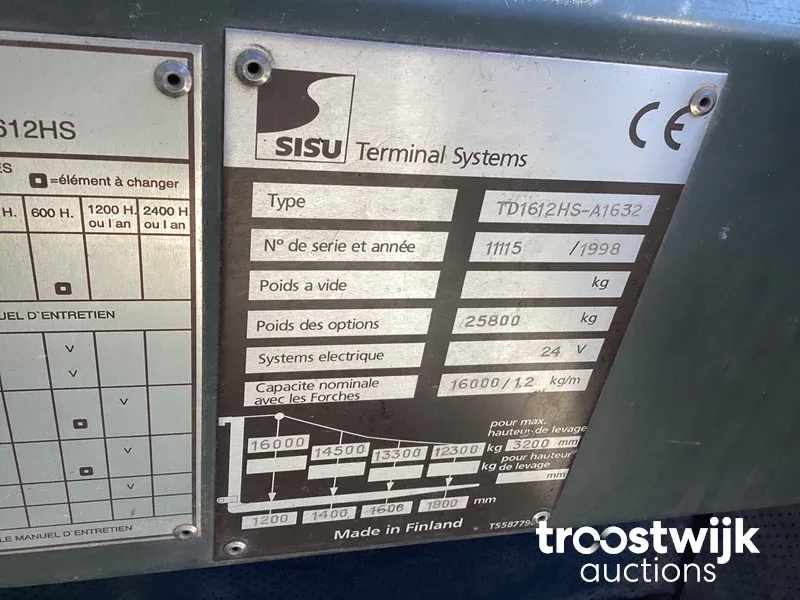 612HS
ES
=élément à changer
H. 600 H. 1200 H. ou l an 2400 H. ou l an
UEL D'ENTRETIEN
V
V
V
LE MANUEL D'ENTRETIEN
SISU Terminal Systems
CE
Type TD1612HS-A1632
N° de serie et année 11115 /1998
Poids a vide kg
Poids des options 25800 kg
Systems electrique 24 V
Capacite nominale avec les Forches 16000/1.2 kg/m
pour max. hauteur de levage
16000 14500 13300 12300 kg 3200 mm
kg pour hauteur de levage
mm
1200 1400 1600 1800 mm
Made in Finland
troostwijk
auctions